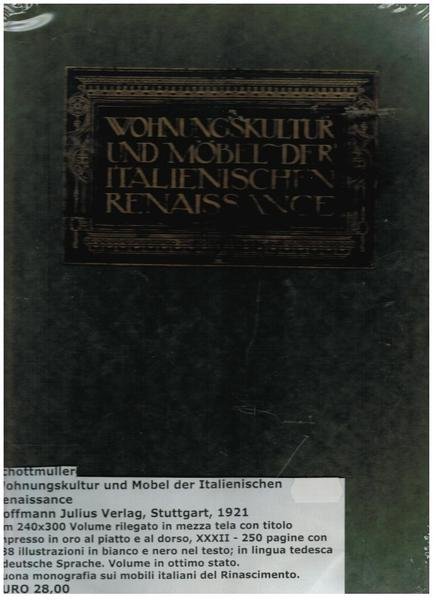 WOHNUNGSKULTUR
UND MÖBEL DER
ITALIENISCHEN
RENAISSANCE
chottmuller
ohnungskultur und Mobel der Italienischen
enaissance
offmann Julius Verlag, Stuttgart, 1921
m 240x300 Volume rilegato in mezza tela con titolo
mpresso in oro al piatto e al dorso, XXXII - 250 pagine con
38 illustrazioni in bianco e nero nel testo; in lingua tedesca
deutsche Sprache. Volume in ottimo stato.
uona monografia sui mobili italiani del Rinascimento.
URO 28,00